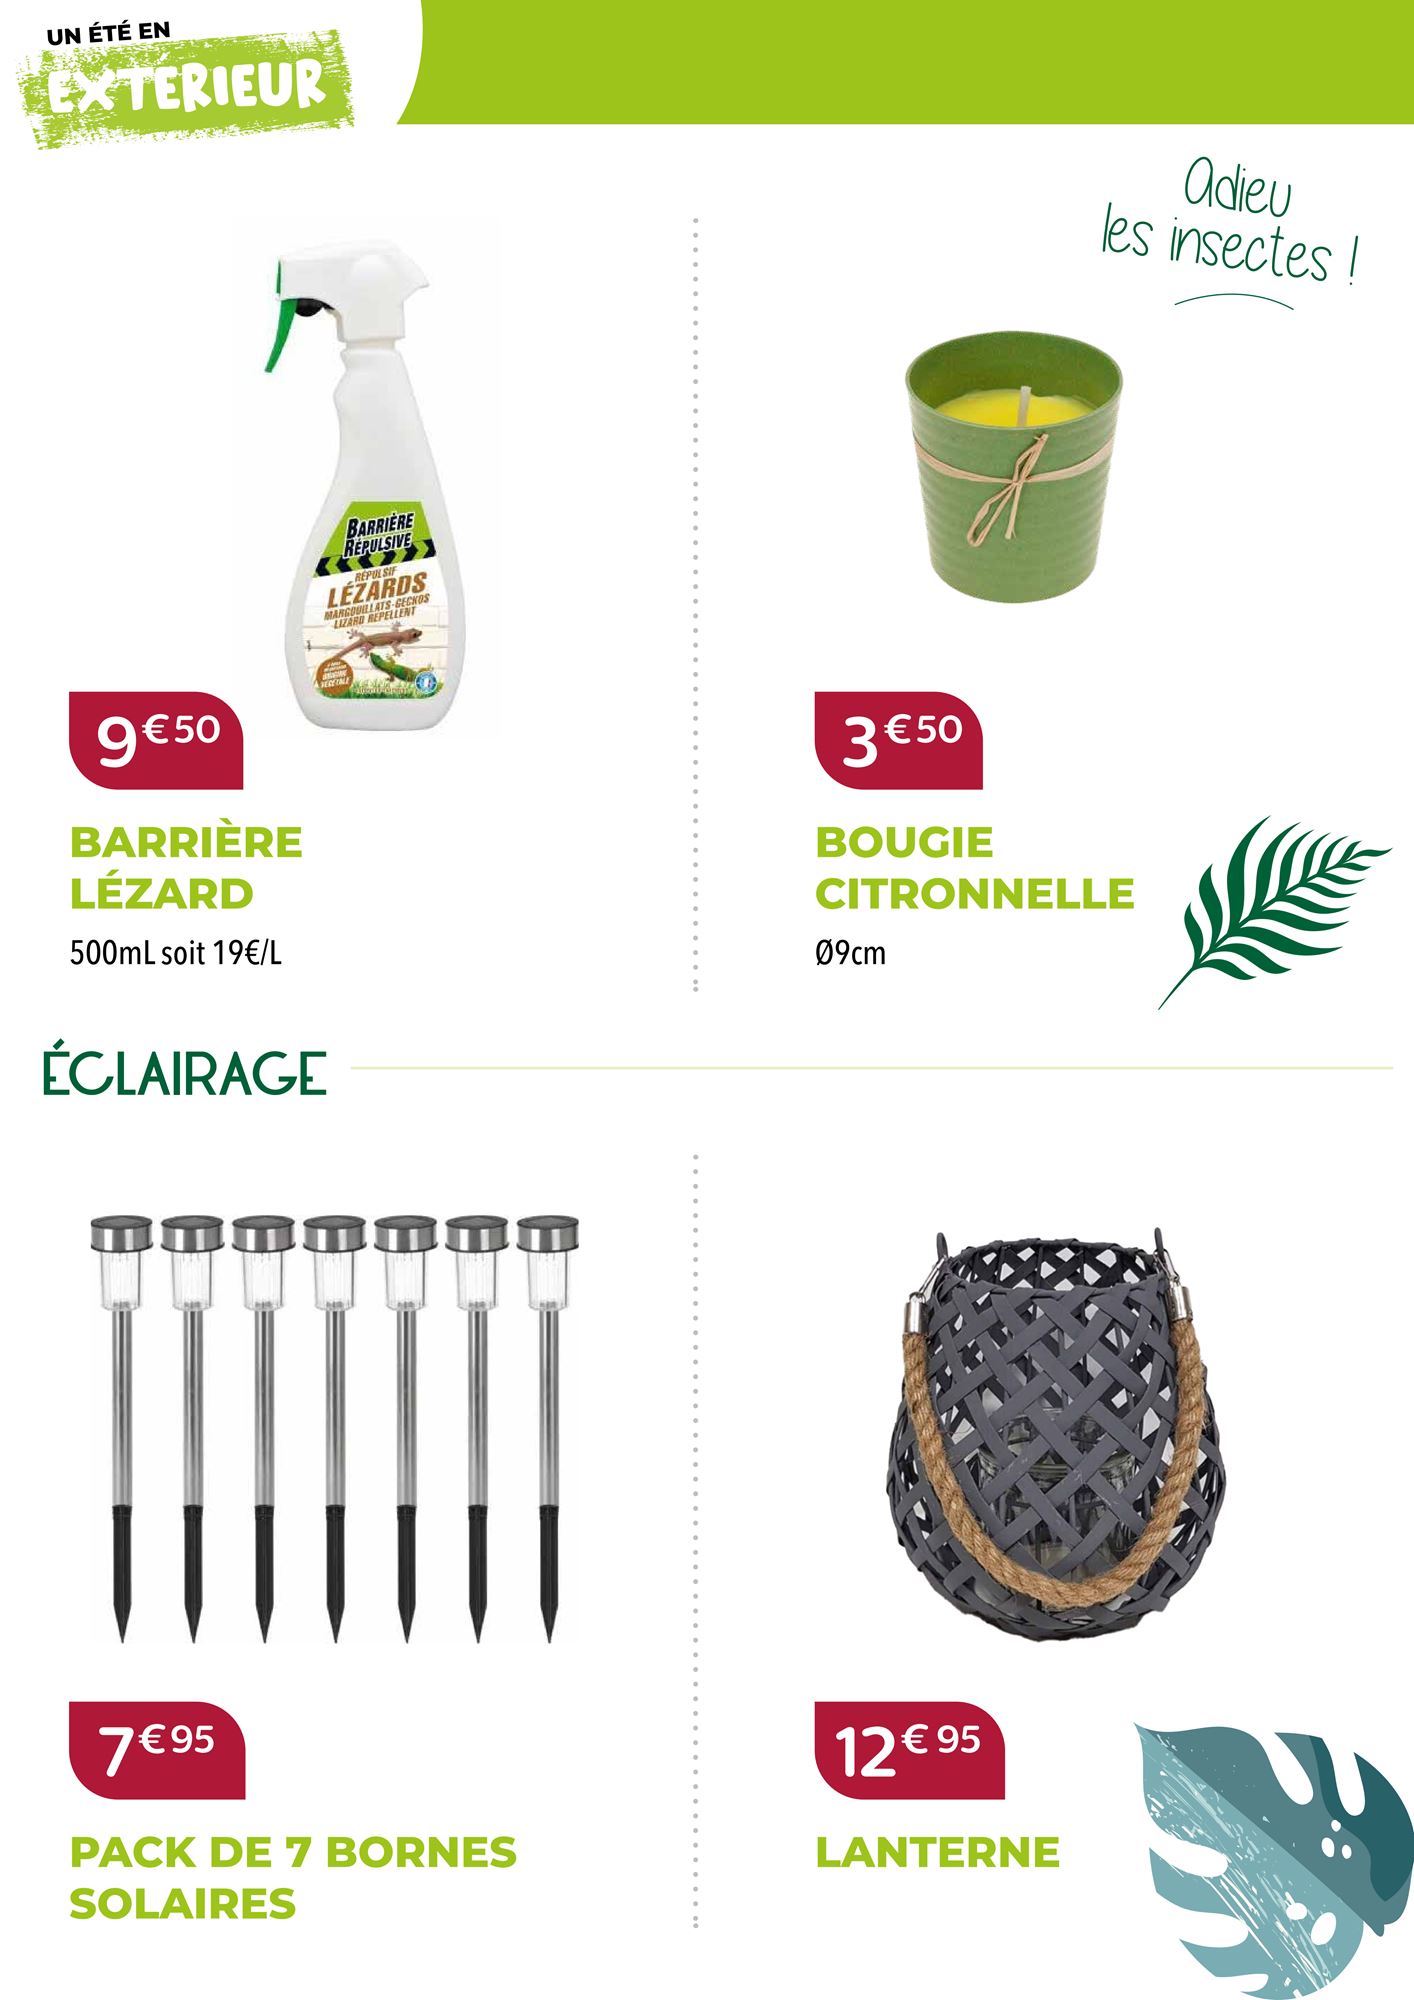 UN ÉTÉ EN
EXTERIEUR
Adieu
les insectes !
BARRIÈRE
RÉPULSIVE
RÉPULSIF
LÉZARDS
MARGOUILLATS-GECKOS
LIZARD REPELLENT
ORIGINE
VÉGÉTALE
9€50
BARRIÈRE
LÉZARD
500mL soit 19€/L
3€50
BOUGIE
CITRONNELLE
Ø9cm
ÉCLAIRAGE
7€95
PACK DE 7 BORNES
SOLAIRES
12€95
LANTERNE